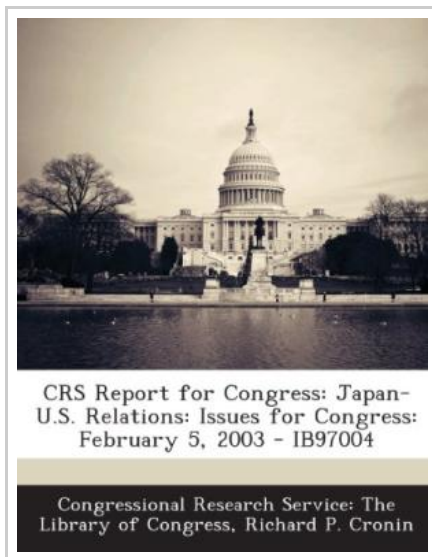 CRS Report for Congress: Japan-
U.S. Relations: Issues for Congress:
February 5, 2003 - IB97004
Congressional Research Service: The
Library of Congress, Richard P. Cronin